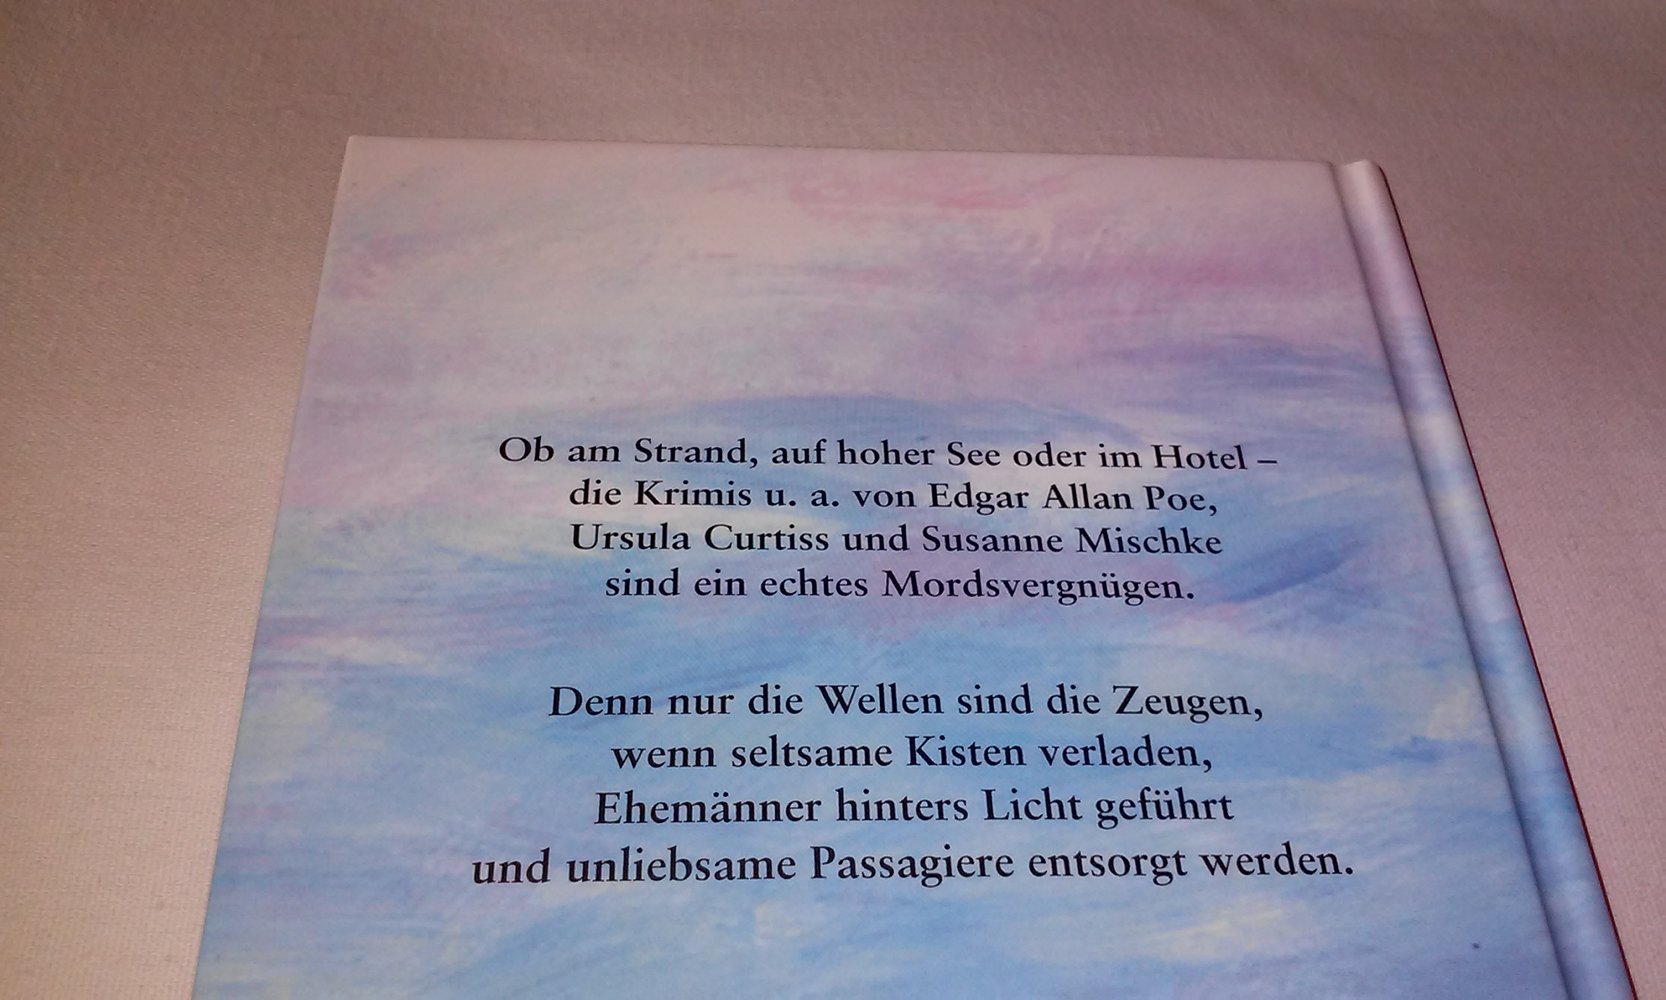 Ob am Strand, auf hoher See oder im Hotel –
die Krimis u. a. von Edgar Allan Poe,
Ursula Curtiss und Susanne Mischke
sind ein echtes Mordsvergnügen.
Denn nur die Wellen sind die Zeugen,
wenn seltsame Kisten verladen,
Ehemänner hinters Licht geführt
und unliebsame Passagiere entsorgt werden.